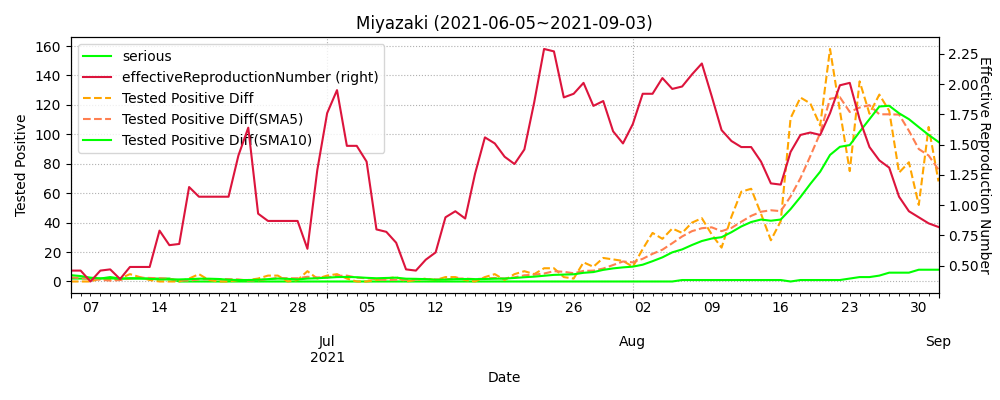 Miyazaki (2021-06-05~2021-09-03)
serious
effectiveReproductionNumber (right)
Tested Positive Diff
Tested Positive Diff(SMA5)
Tested Positive Diff(SMA10)
Tested Positive
160
140
120
100
80
60
40
20
0
2.25
2.00
1.75
1.50
1.25
1.00
0.75
0.50
Effective Reproduction Number
07 14 21 28 05 12 19 26 02 09 16 23 30
Jul Aug Sep
2021
Date